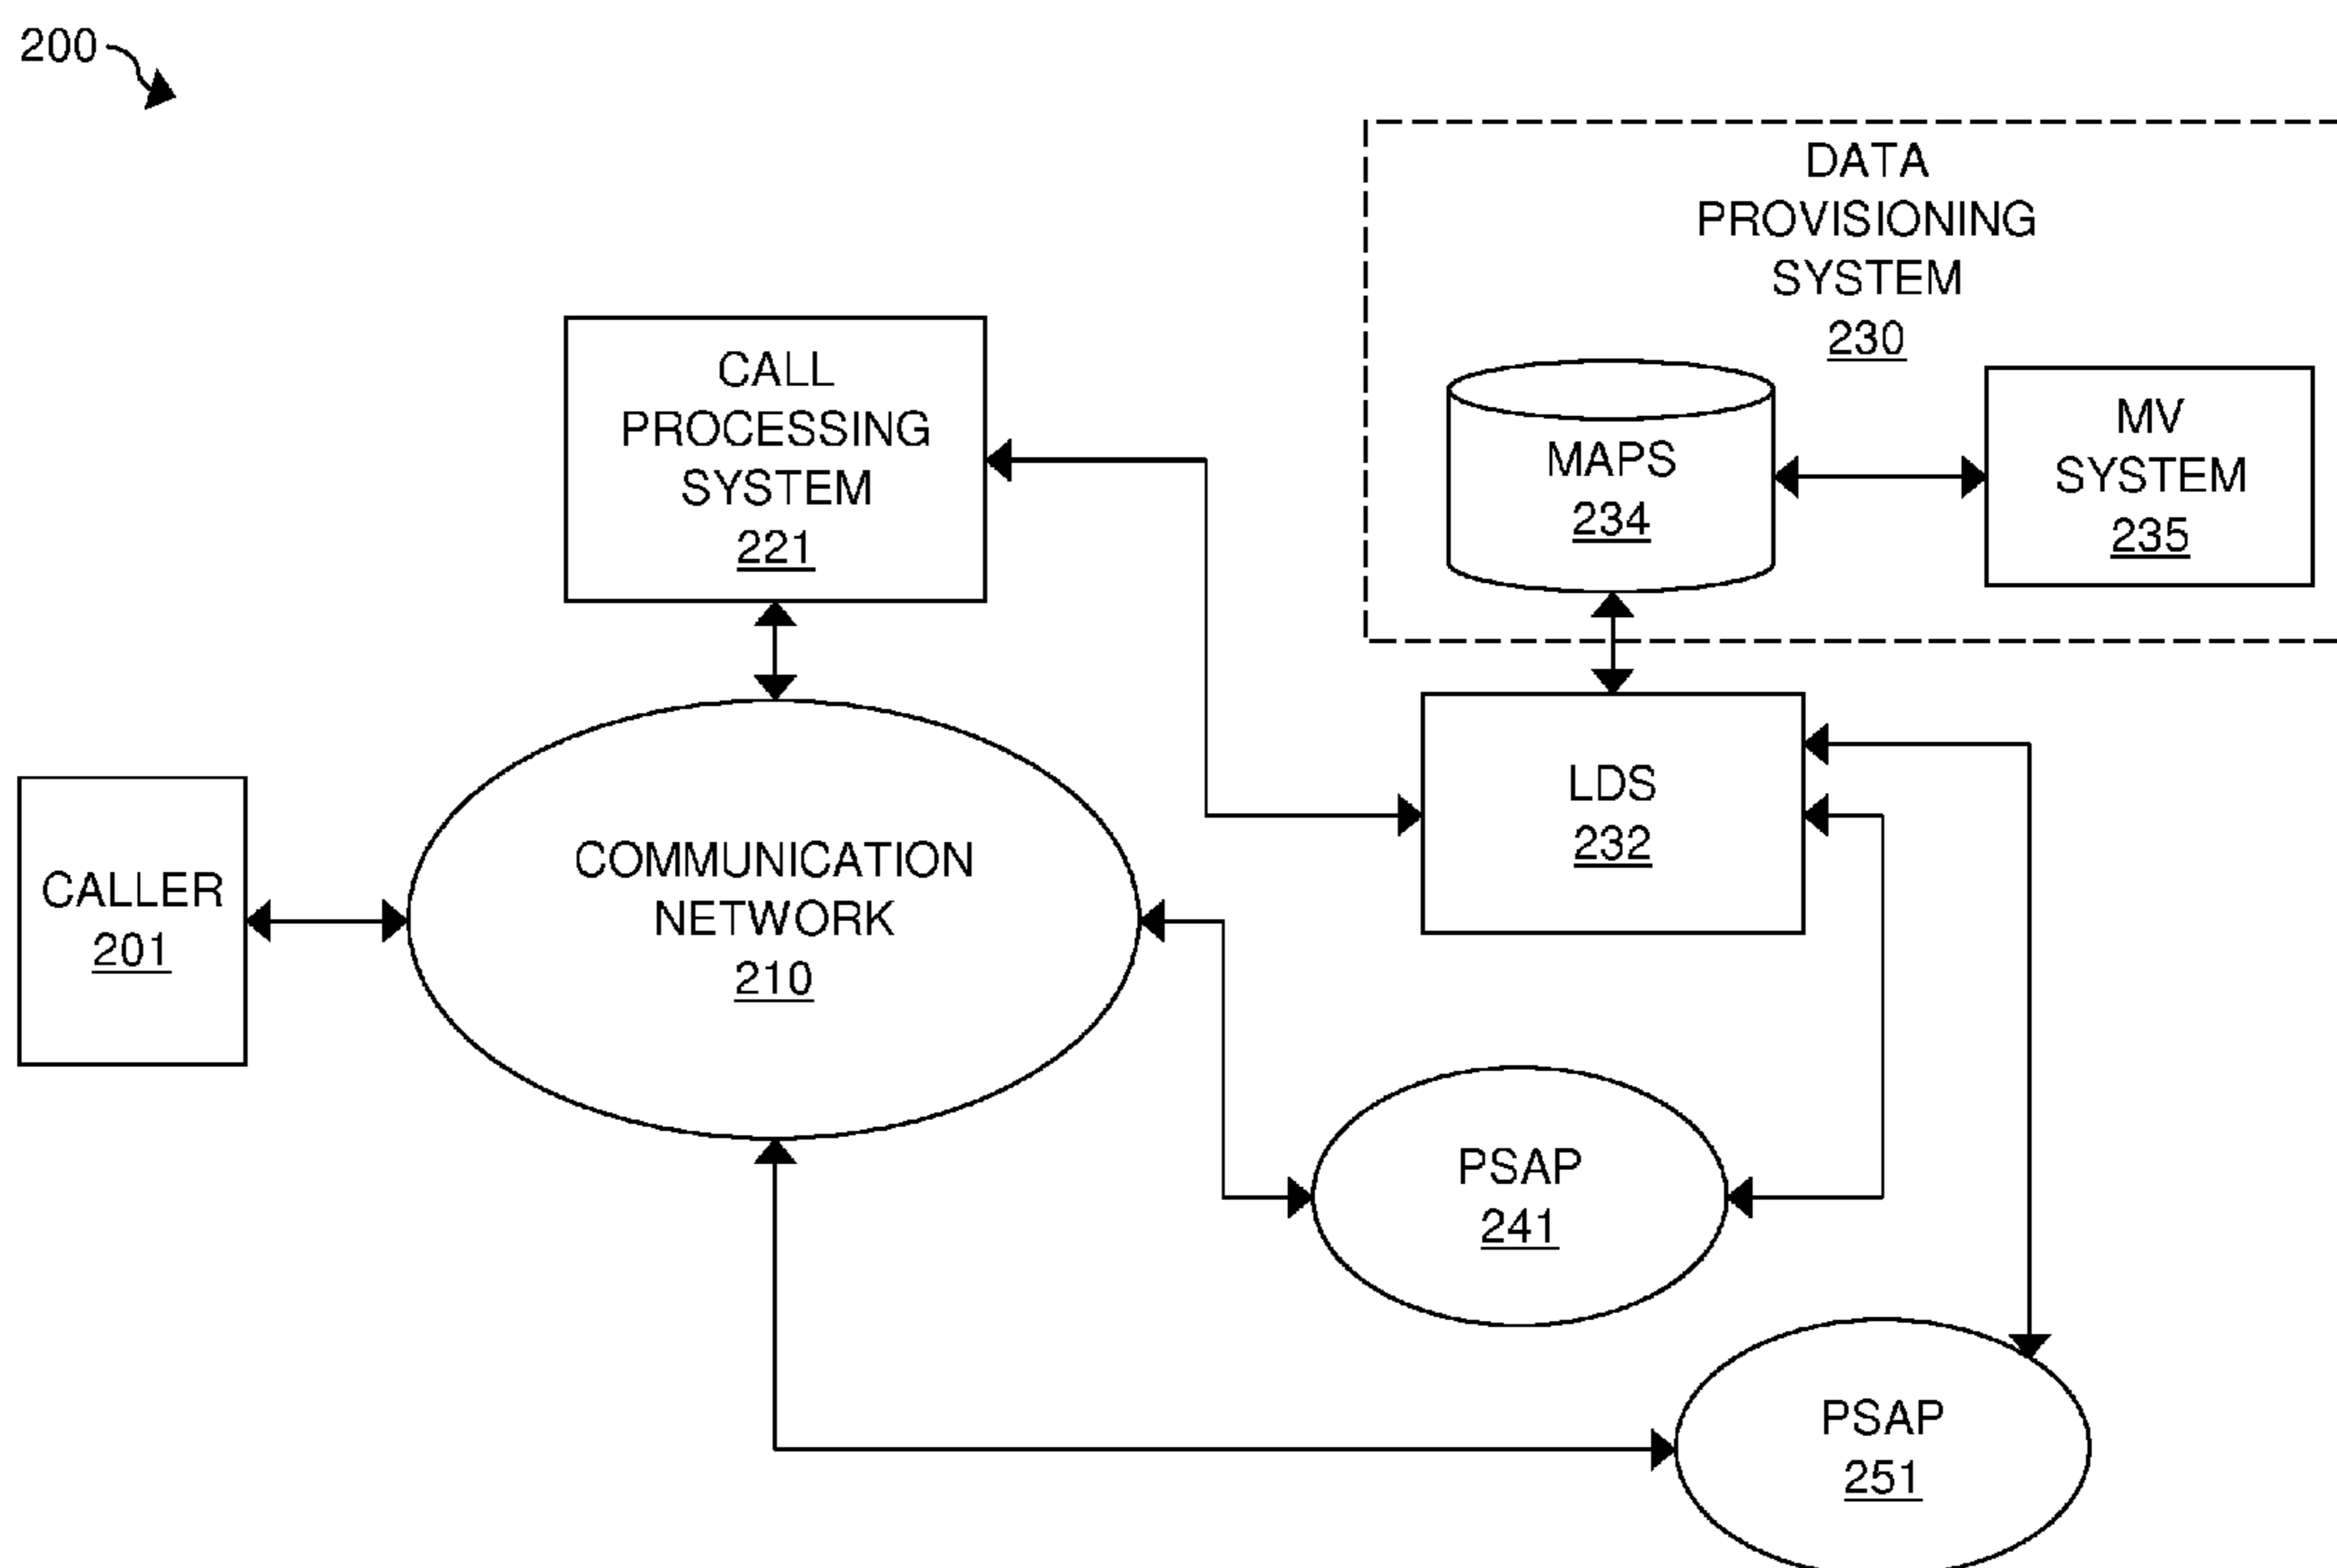 200
DATA
PROVISIONING
SYSTEM
230
CALL
PROCESSING
SYSTEM
221
MAPS
234
MV
SYSTEM
235
LDS
232
CALLER
201
COMMUNICATION
NETWORK
210
PSAP
241
PSAP
251